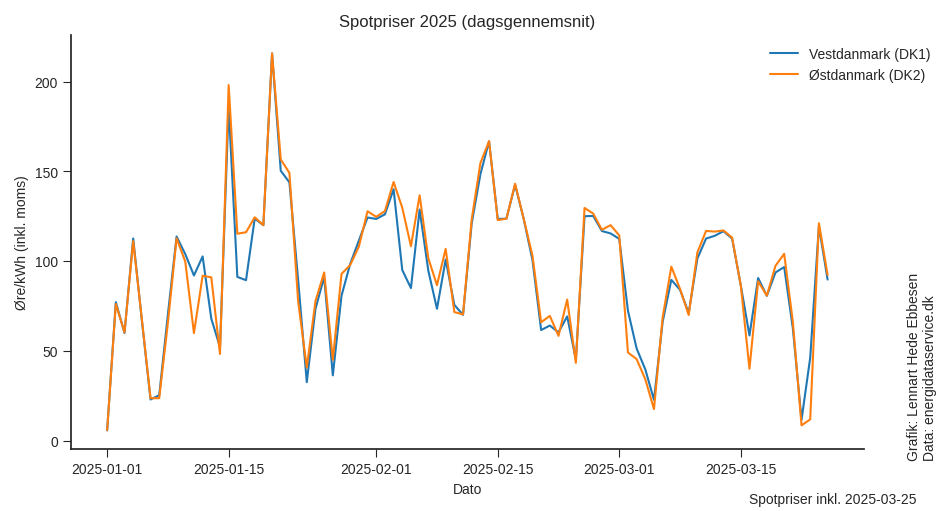 Spotpriser 2025 (dagsgennemsnit)
Vestdanmark (DK1)
Østdanmark (DK2)
Øre/kWh (inkl. moms)
200
150
100
50
0
2025-01-01
2025-01-15
2025-02-01
2025-02-15
2025-03-01
2025-03-15
Dato
Grafik: Lennart Hede Ebbesen
Data: energidataservice.dk
Spotpriser inkl. 2025-03-25